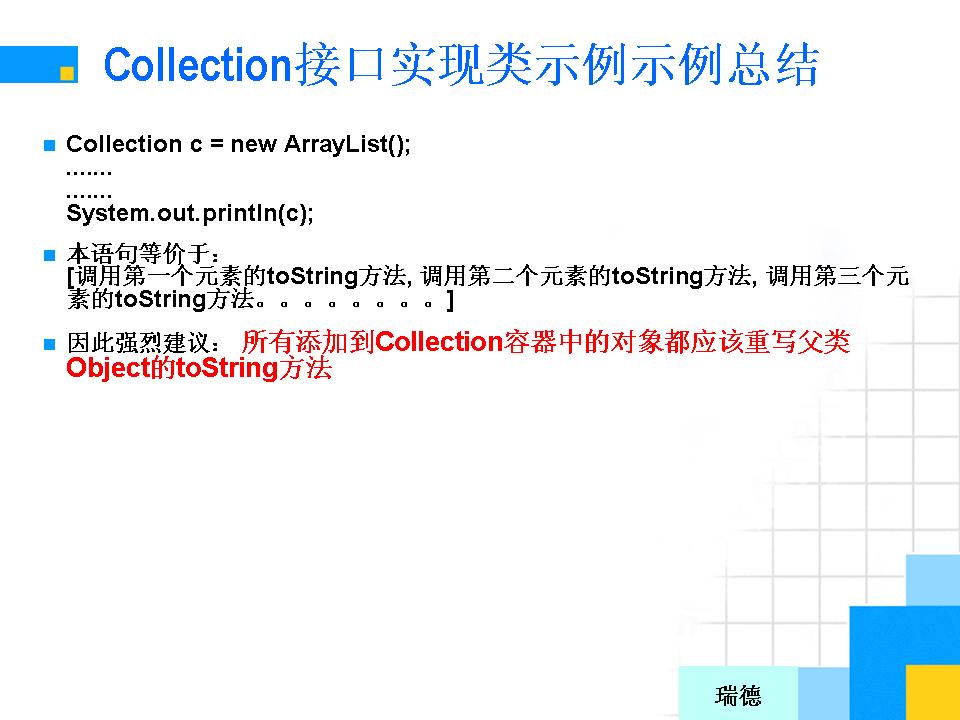 Collection接口实现类示例示例总结
Collection c = new ArrayList();
.......
.......
System.out.println(c);
本语句等价于：
[调用第一个元素的toString方法, 调用第二个元素的toString方法, 调用第三个元
素的toString方法。。。。。。。。]
因此强烈建议： 所有添加到Collection容器中的对象都应该重写父类
Object的toString方法
瑞德